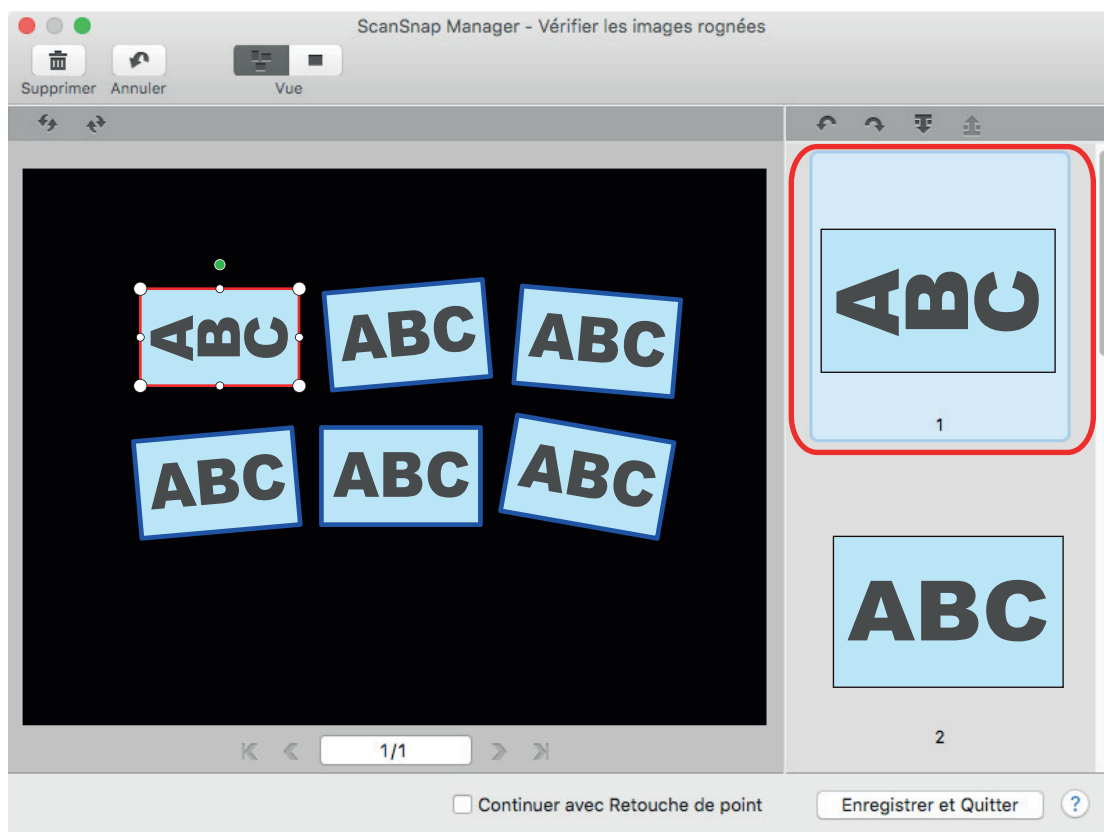 ScanSnap Manager - Vérifier les images rognées
Supprimer Annuler Vue
ABC ABC ABC
ABC ABC ABC
1/1
ABC
1
ABC
2
Continuer avec Retouche de point
Enregistrer et Quitter ?